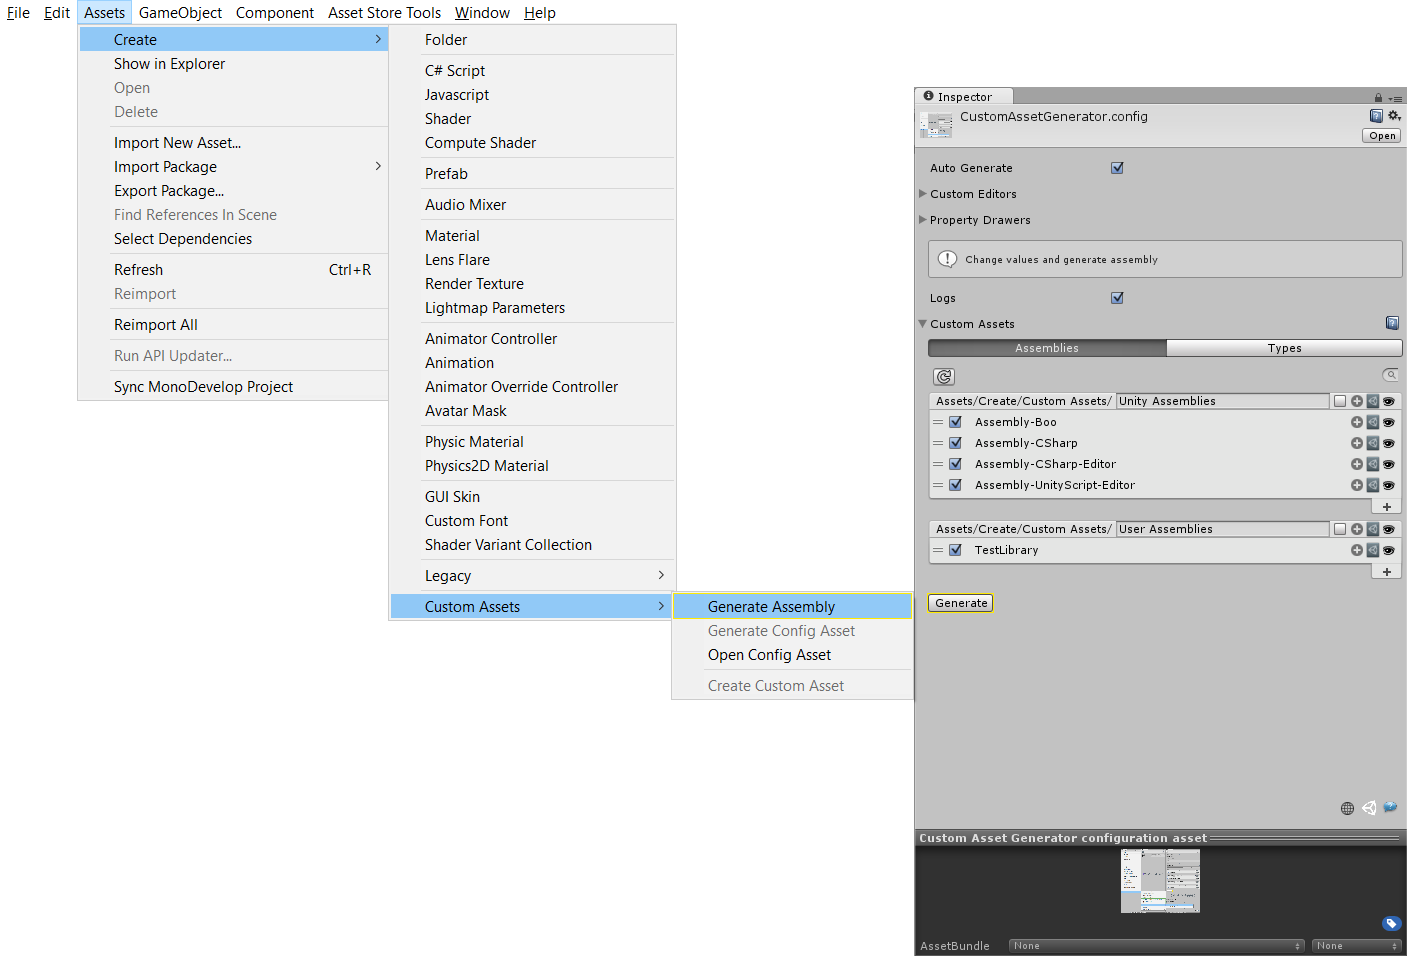 File Edit Assets GameObject Component Asset Store Tools Window Help
Create
Show in Explorer
Open
Delete
Import New Asset...
Import Package
Export Package...
Find References In Scene
Select Dependencies
Refresh Ctrl+R
Reimport
Reimport All
Run API Updater...
Sync MonoDevelop Project
Folder
C# Script
Javascript
Shader
Compute Shader
Prefab
Audio Mixer
Material
Lens Flare
Render Texture
Lightmap Parameters
Animator Controller
Animation
Animator Override Controller
Avatar Mask
Physic Material
Physics2D Material
GUI Skin
Custom Font
Shader Variant Collection
Legacy
Custom Assets
Generate Assembly
Generate Config Asset
Open Config Asset
Create Custom Asset
Inspector
CustomAssetGenerator.config
Open
Auto Generate
Custom Editors
Property Drawers
Change values and generate assembly
Logs
Custom Assets
Assemblies Types
Assets/Create/Custom Assets/ Unity Assemblies
Assembly-Boo
Assembly-CSharp
Assembly-CSharp-Editor
Assembly-UnityScript-Editor
Assets/Create/Custom Assets/ User Assemblies
TestLibrary
Generate
Custom Asset Generator configuration asset
AssetBundle None None